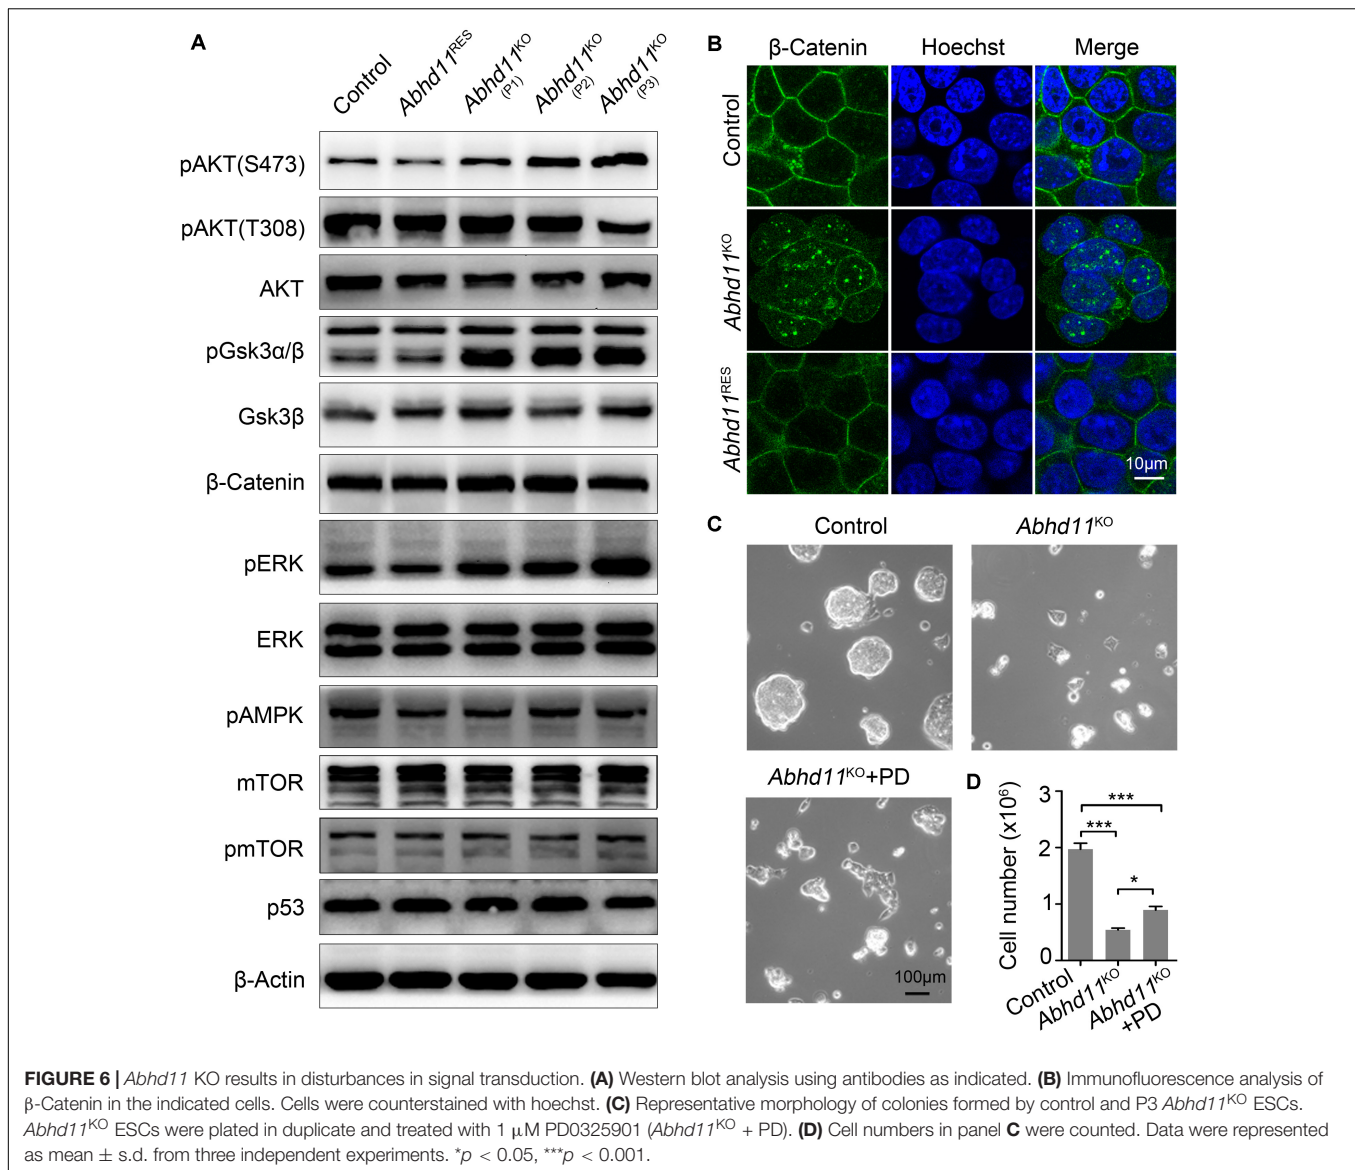 A
Control
Abhd11RES
Abhd11KO
(P1)
Abhd11KO
(P2)
Abhd11KO
(P3)
pAKT(S473)
pAKT(T308)
AKT
pGsk3α/β
Gsk3β
β-Catenin
pERK
ERK
pAMPK
mTOR
pmTOR
p53
β-Actin
B
β-Catenin Hoechst Merge
Control
Abhd11KO
Abhd11RES
10μm
C
Control
Abhd11KO
Abhd11KO+PD
100μm
D
Cell number (x10⁶)
3
2
1
0
***
***
*
Control
Abhd11KO
Abhd11KO
+PD
FIGURE 6 | Abhd11 KO results in disturbances in signal transduction. (A) Western blot analysis using antibodies as indicated. (B) Immunofluorescence analysis of
β-Catenin in the indicated cells. Cells were counterstained with hoechst. (C) Representative morphology of colonies formed by control and P3 Abhd11KO ESCs.
Abhd11KO ESCs were plated in duplicate and treated with 1 μM PD0325901 (Abhd11KO + PD). (D) Cell numbers in panel C were counted. Data were represented
as mean ± s.d. from three independent experiments. *p < 0.05, ***p < 0.001.